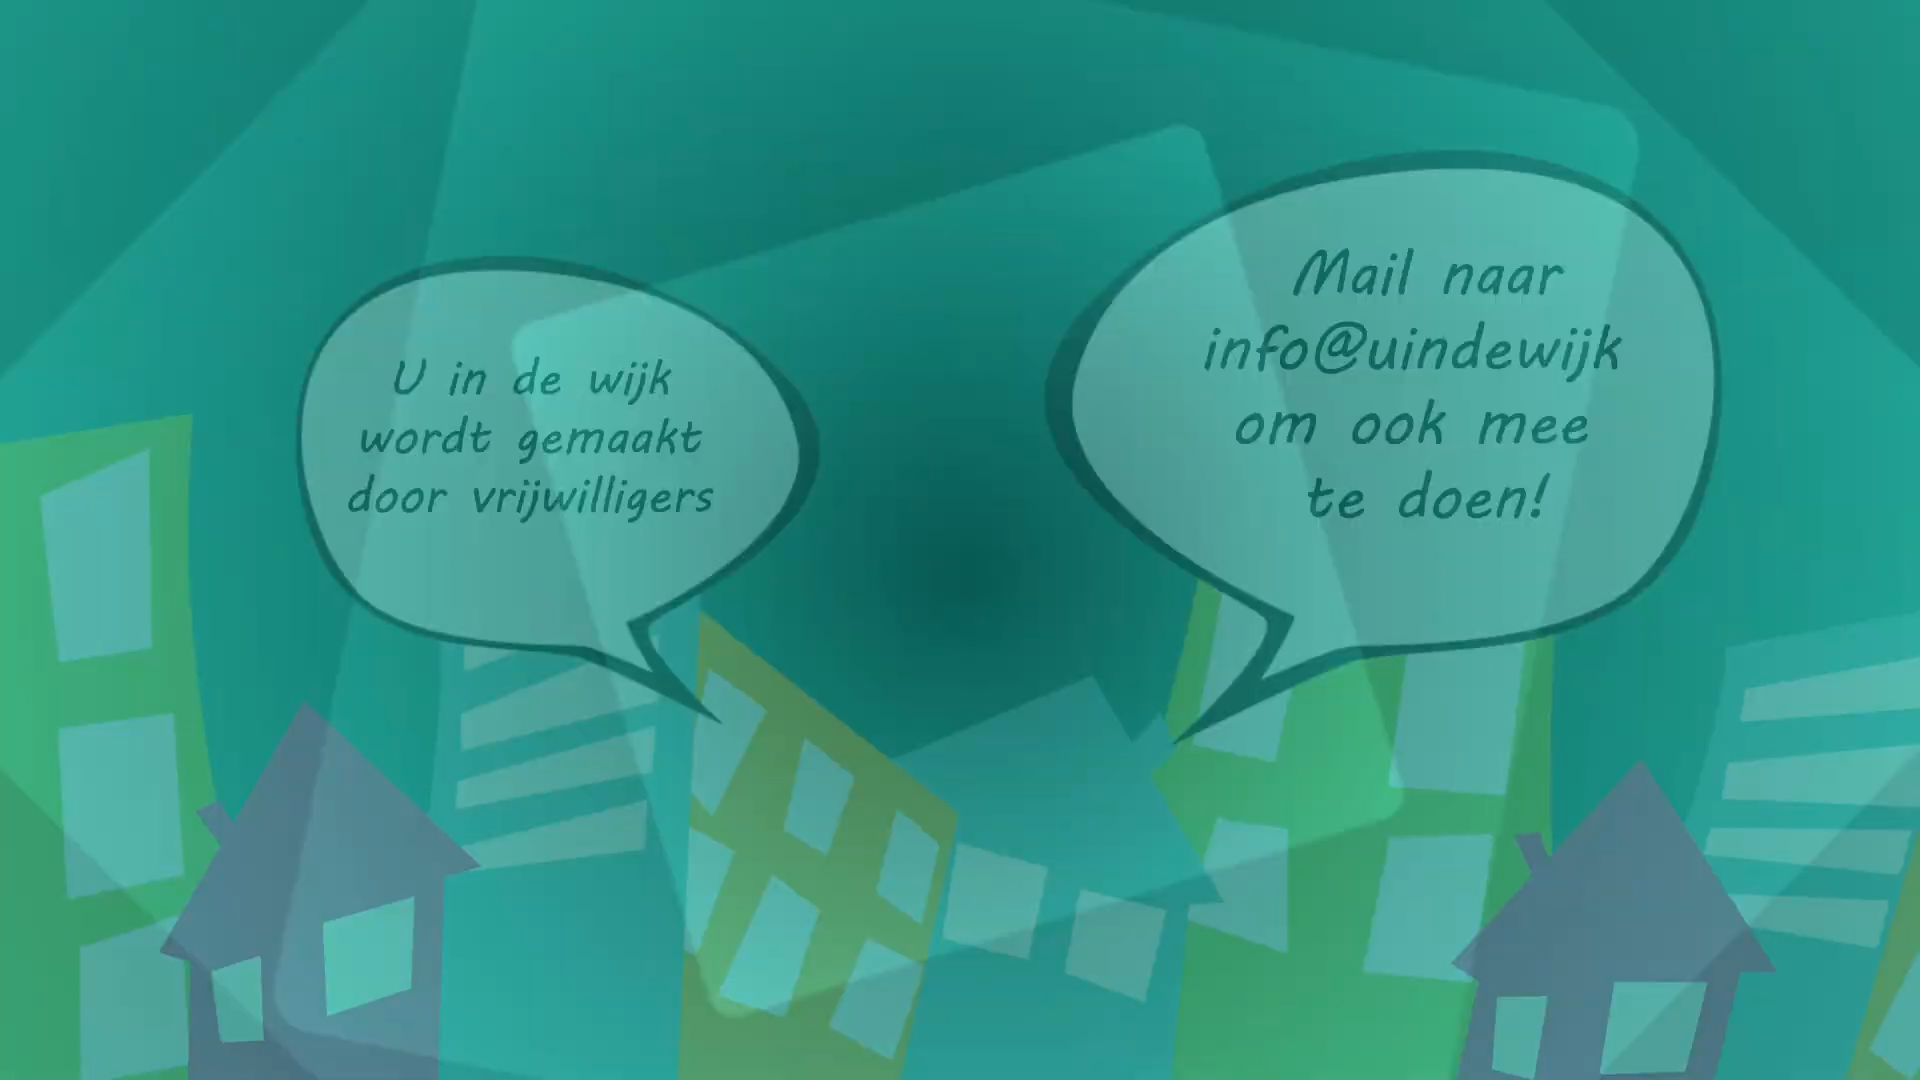 U in de wijk
wordt gemaakt
door vrijwilligers
Mail naar
info@uindewijk
om ook mee
te doen!